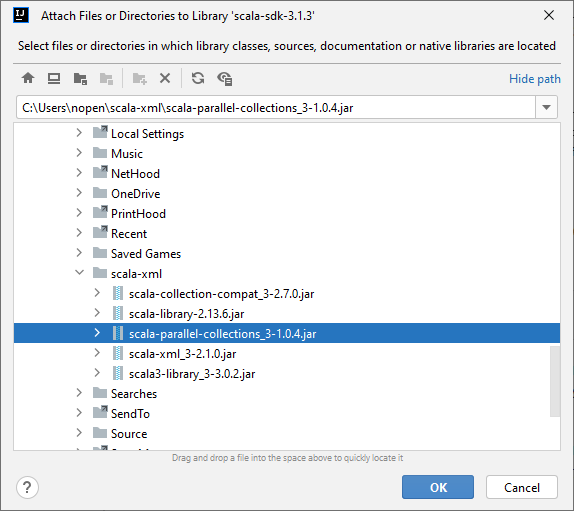 Attach Files or Directories to Library 'scala-sdk-3.1.3'
Select files or directories in which library classes, sources, documentation or native libraries are located
Hide path
C:\Users\nopen\scala-xml\scala-parallel-collections_3-1.0.4.jar
Local Settings
Music
NetHood
OneDrive
PrintHood
Recent
Saved Games
scala-xml
scala-collection-compat_3-2.7.0.jar
scala-library-2.13.6.jar
scala-parallel-collections_3-1.0.4.jar
scala-xml_3-2.1.0.jar
scala3-library_3-3.0.2.jar
Searches
SendTo
Source
Drag and drop a file into the space above to quickly locate it
? OK Cancel